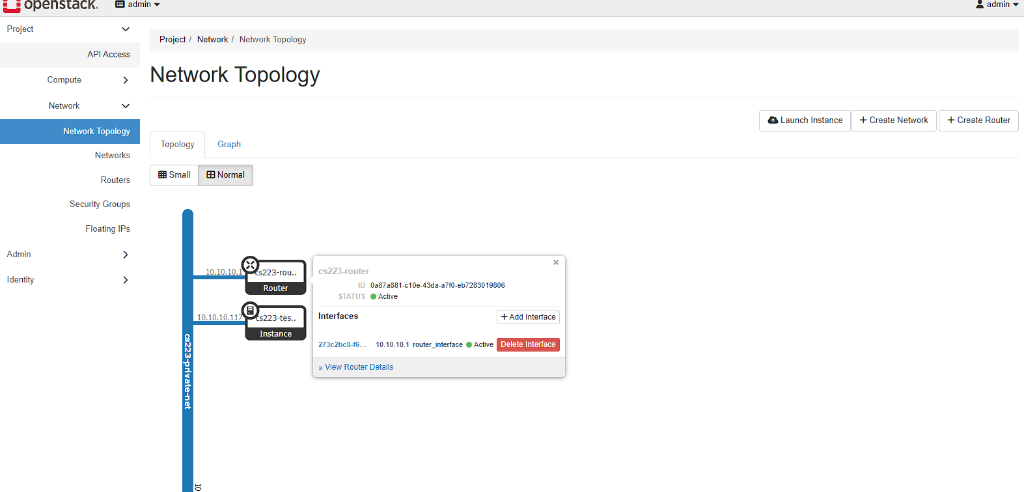 openstack. admin admin
Project
API Access
Compute
Network
Network Topology
Networks
Routers
Security Groups
Floating IPs
Admin
Identity
Project / Network / Network Topology
Network Topology
Launch Instance + Create Network + Create Router
Topology Graph
Small Normal
10.10.10.1 cs223-rou..
Router
10.10.10.117 cs223-tes..
Instance
cs223-private-net
10
cs223-router ×
ID 0a87a881-c10e-43da-a7f0-eb7283019806
STATUS Active
Interfaces + Add Interface
273c2bc8-f6... 10.10.10.1 router_interface Active Delete Interface
» View Router Details